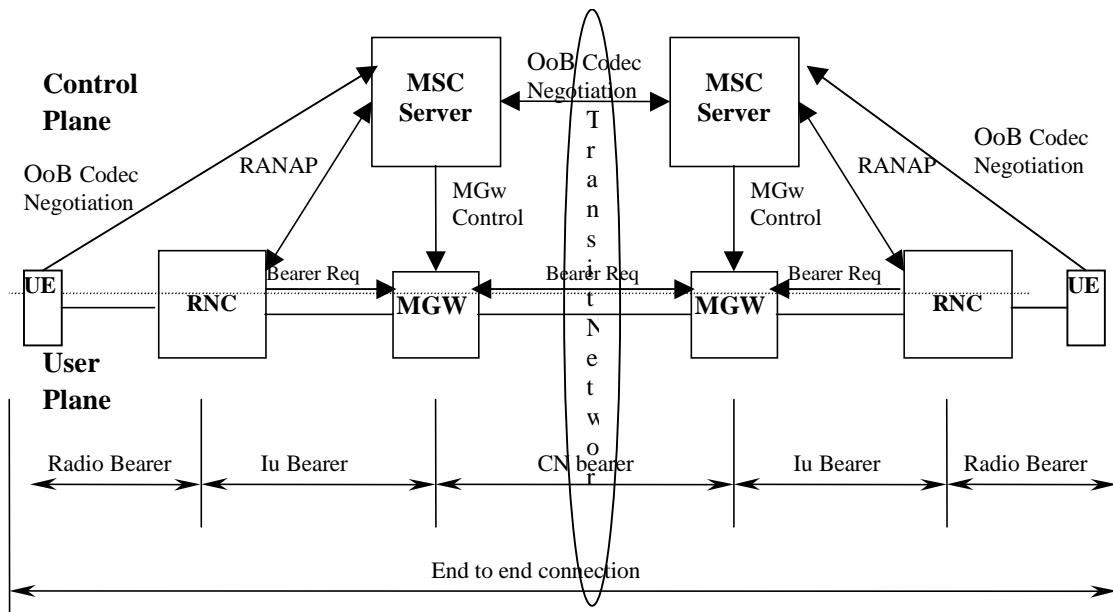 Control
Plane
MSC
Server
OoB Codec
Negotiation
MSC
Server
OoB Codec
Negotiation
RANAP
MGw
Control
MGw
Control
RANAP
OoB Codec
Negotiation
UE
RNC
Bearer Req
MGW
Bearer Req
MGW
Bearer Req
RNC
UE
Transit Networ
User
Plane
Radio Bearer
Iu Bearer
CN bearer
Iu Bearer
Radio Bearer
End to end connection